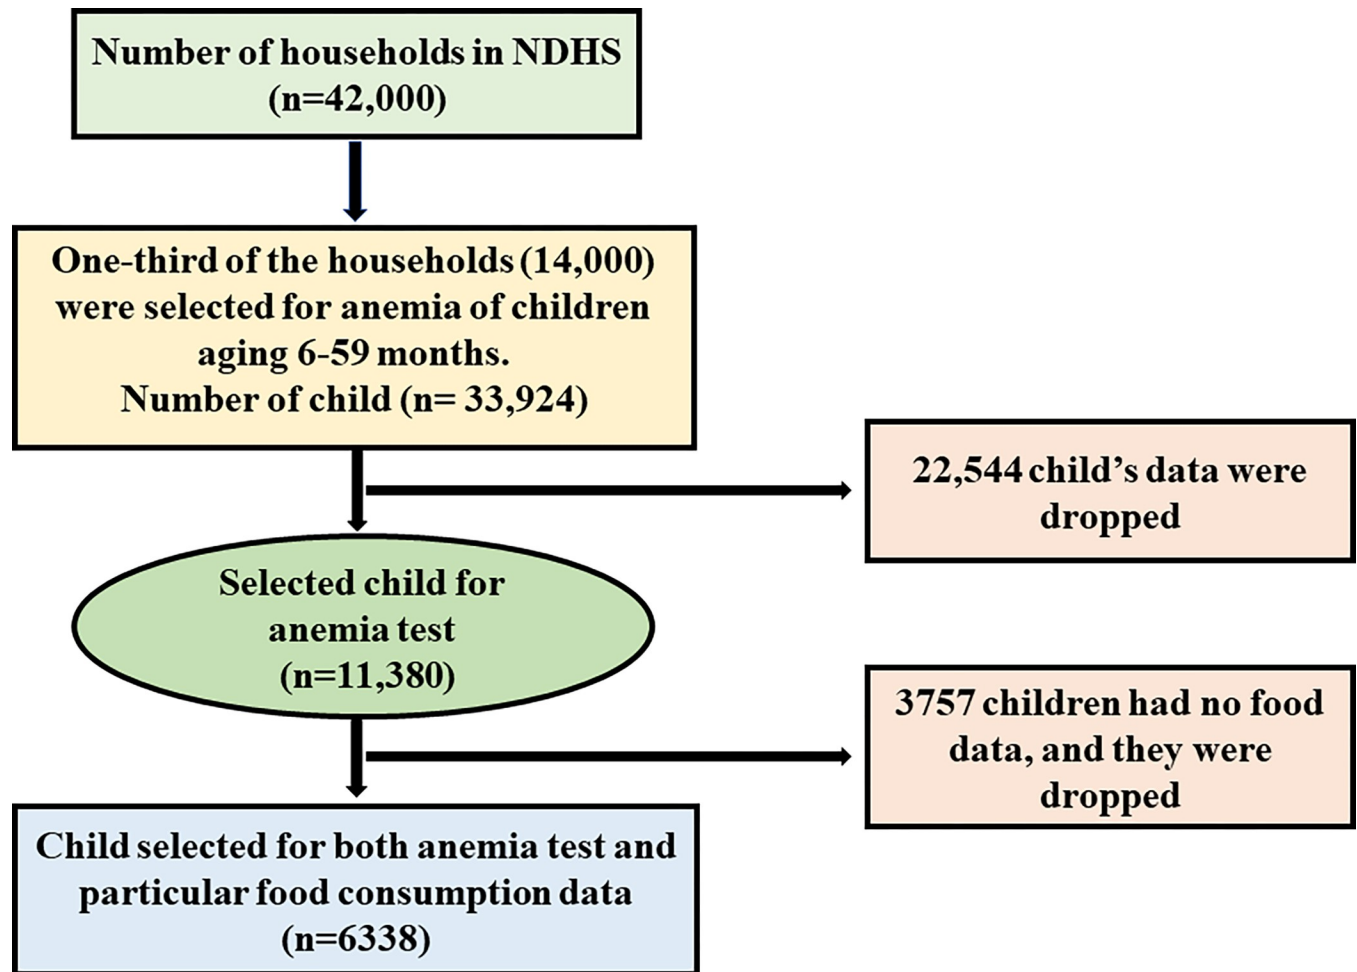 Number of households in NDHS
(n=42,000)
One-third of the households (14,000)
were selected for anemia of children
aging 6-59 months.
Number of child (n= 33,924)
22,544 child’s data were
dropped
Selected child for
anemia test
(n=11,380)
3757 children had no food
data, and they were
dropped
Child selected for both anemia test and
particular food consumption data
(n=6338)